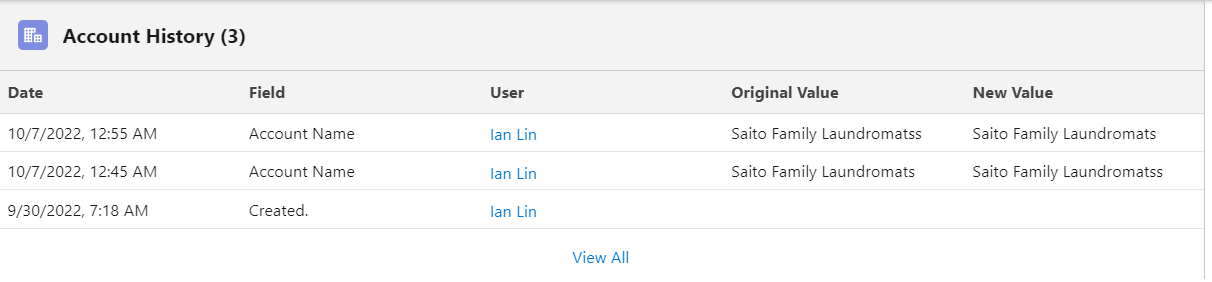 Account History (3)
Date Field User Original Value New Value
10/7/2022, 12:55 AM Account Name Ian Lin Saito Family Laundromatss Saito Family Laundromats
10/7/2022, 12:45 AM Account Name Ian Lin Saito Family Laundromats Saito Family Laundromatss
9/30/2022, 7:18 AM Created. Ian Lin
View All